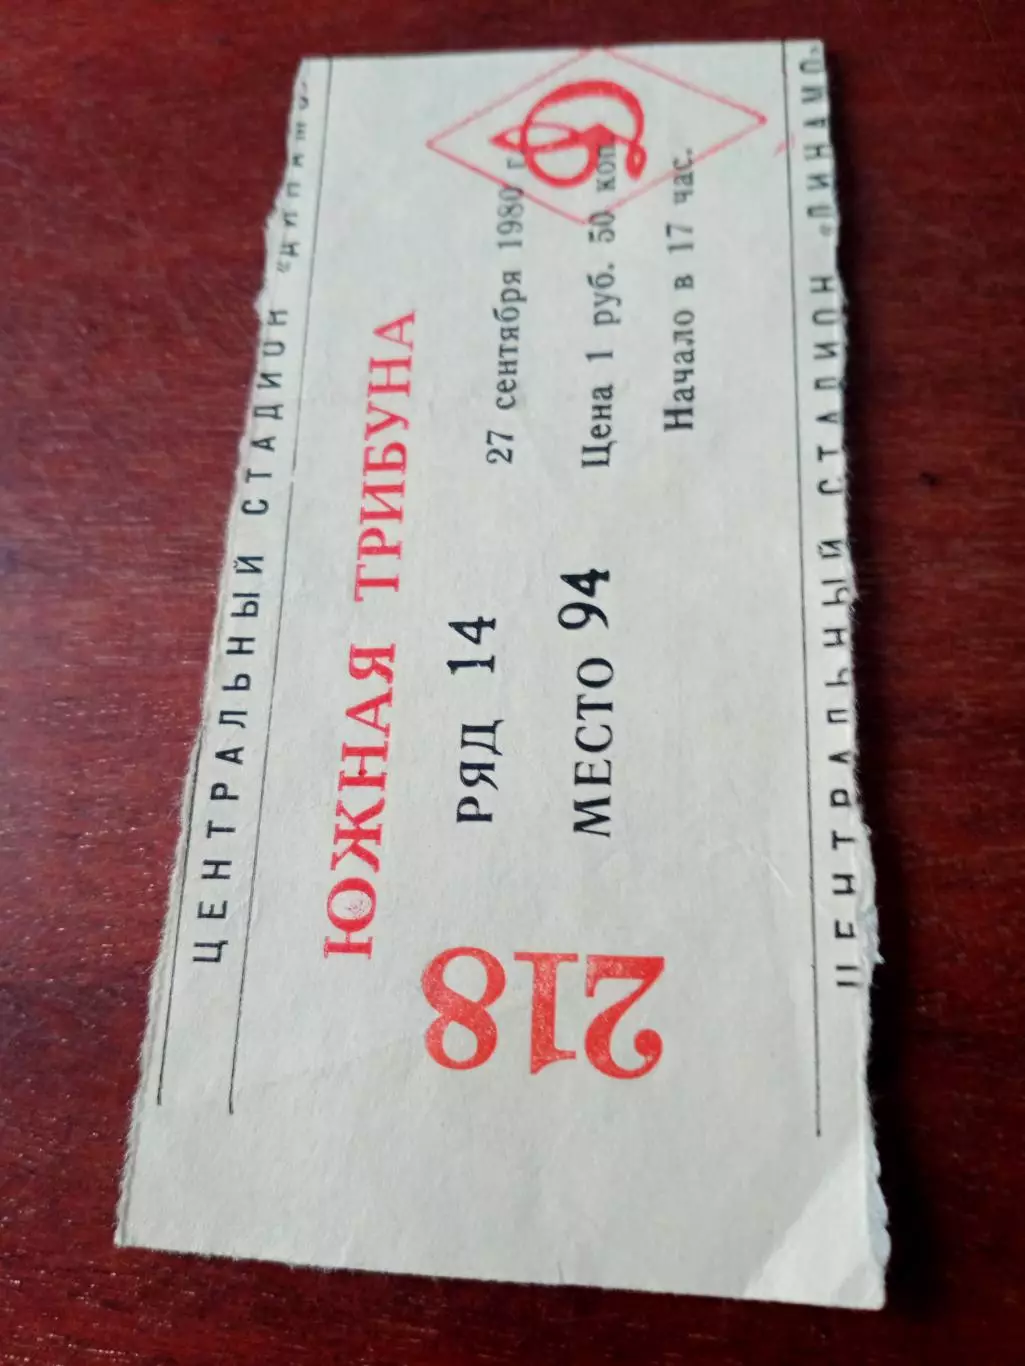 ЦЕНТРАЛЬНЫЙ СТАДИОН «ДИНАМО»
ЮЖНАЯ ТРИБУНА
РЯД 14
27 сентября 1980 г.
МЕСТО 94
Цена 1 руб. 50 коп.
Начало в 17 час.
218
ЦЕНТРАЛЬНЫЙ СТАДИОН «ДИНАМО»